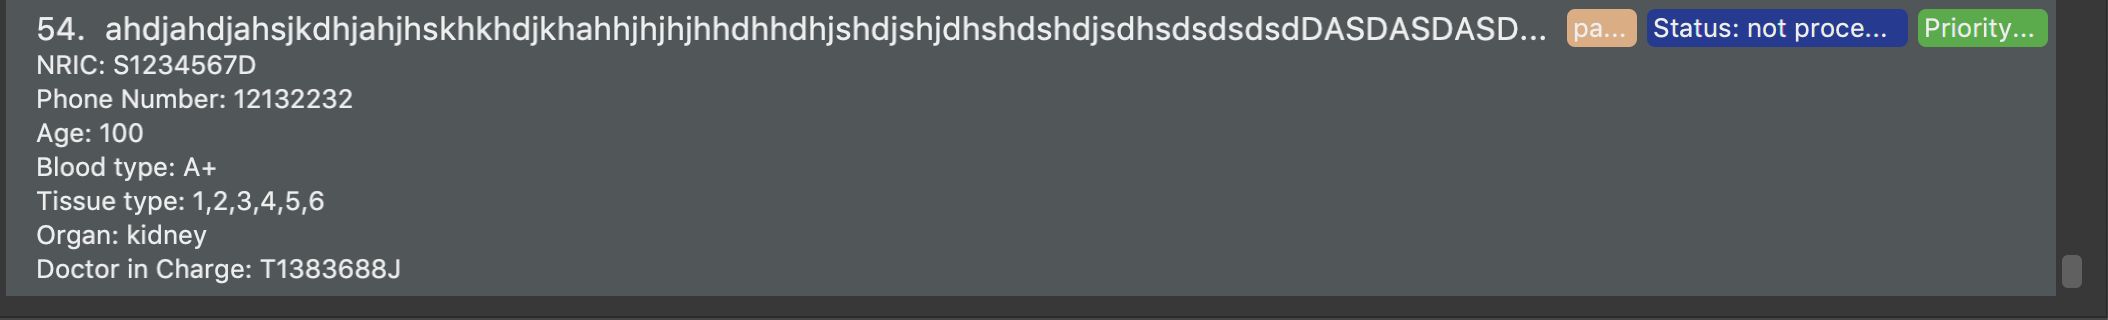 54. ahdjahdjahsjkdhjahjhskhkhdjkhahhjhjhjhhdhhdhjshdjshjdhshdshdjsdhsdsdsdsdDASDASDASD... pa... Status: not proce... Priority...
NRIC: S1234567D
Phone Number: 12132232
Age: 100
Blood type: A+
Tissue type: 1,2,3,4,5,6
Organ: kidney
Doctor in Charge: T1383688J